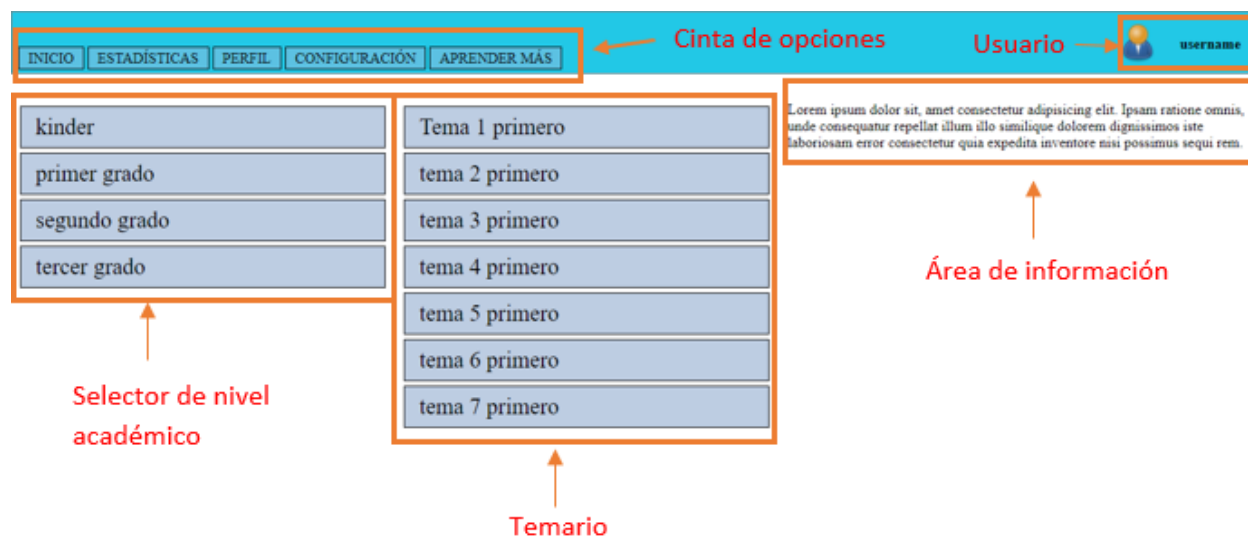 Cinta de opciones
Usuario
username
INICIO ESTADÍSTICAS PERFIL CONFIGURACIÓN APRENDER MÁS
kinder
primer grado
segundo grado
tercer grado
Tema 1 primero
tema 2 primero
tema 3 primero
tema 4 primero
tema 5 primero
tema 6 primero
tema 7 primero
Lorem ipsum dolor sit, amet consectetur adipisicing elit. Ipsam ratione omnis,
unde consequatur repellat illum illo similique dolorem dignissimos iste
laboriosam error consectetur quia expedita inventore nisi possimus sequi rem.
Área de información
Selector de nivel
académico
Temario